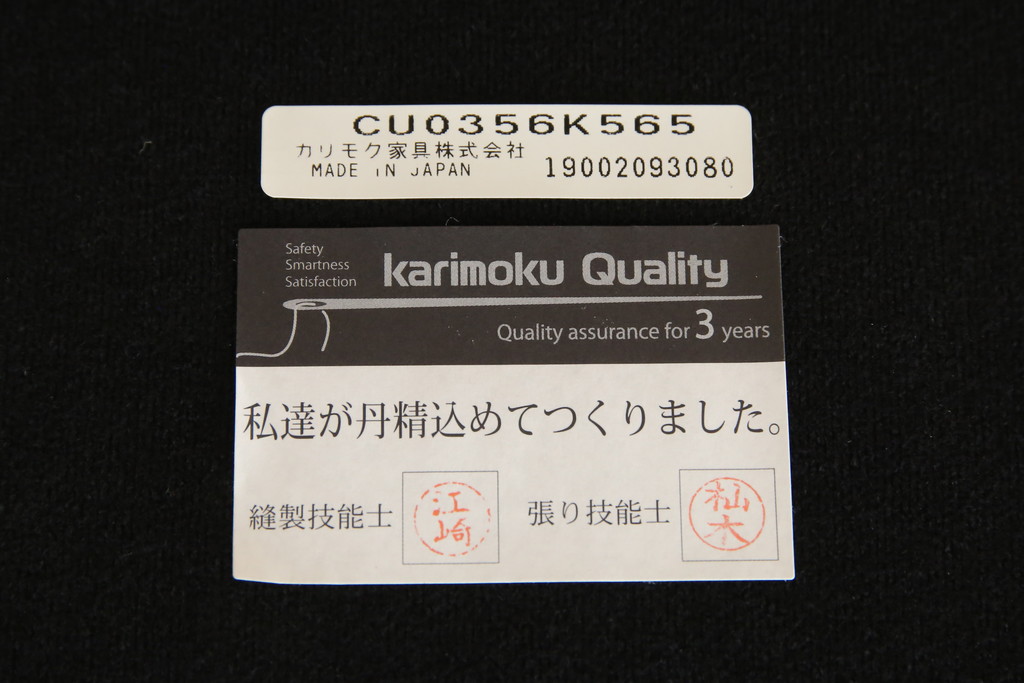 CU0356K565
カリモク家具株式会社
MADE IN JAPAN
19002093080
Safety
Smartness
Satisfaction
karimoku Quality
Quality assurance for 3 years
私達が丹精込めてつくりました。
縫製技能士
江
崎
張り技能士
杣
木